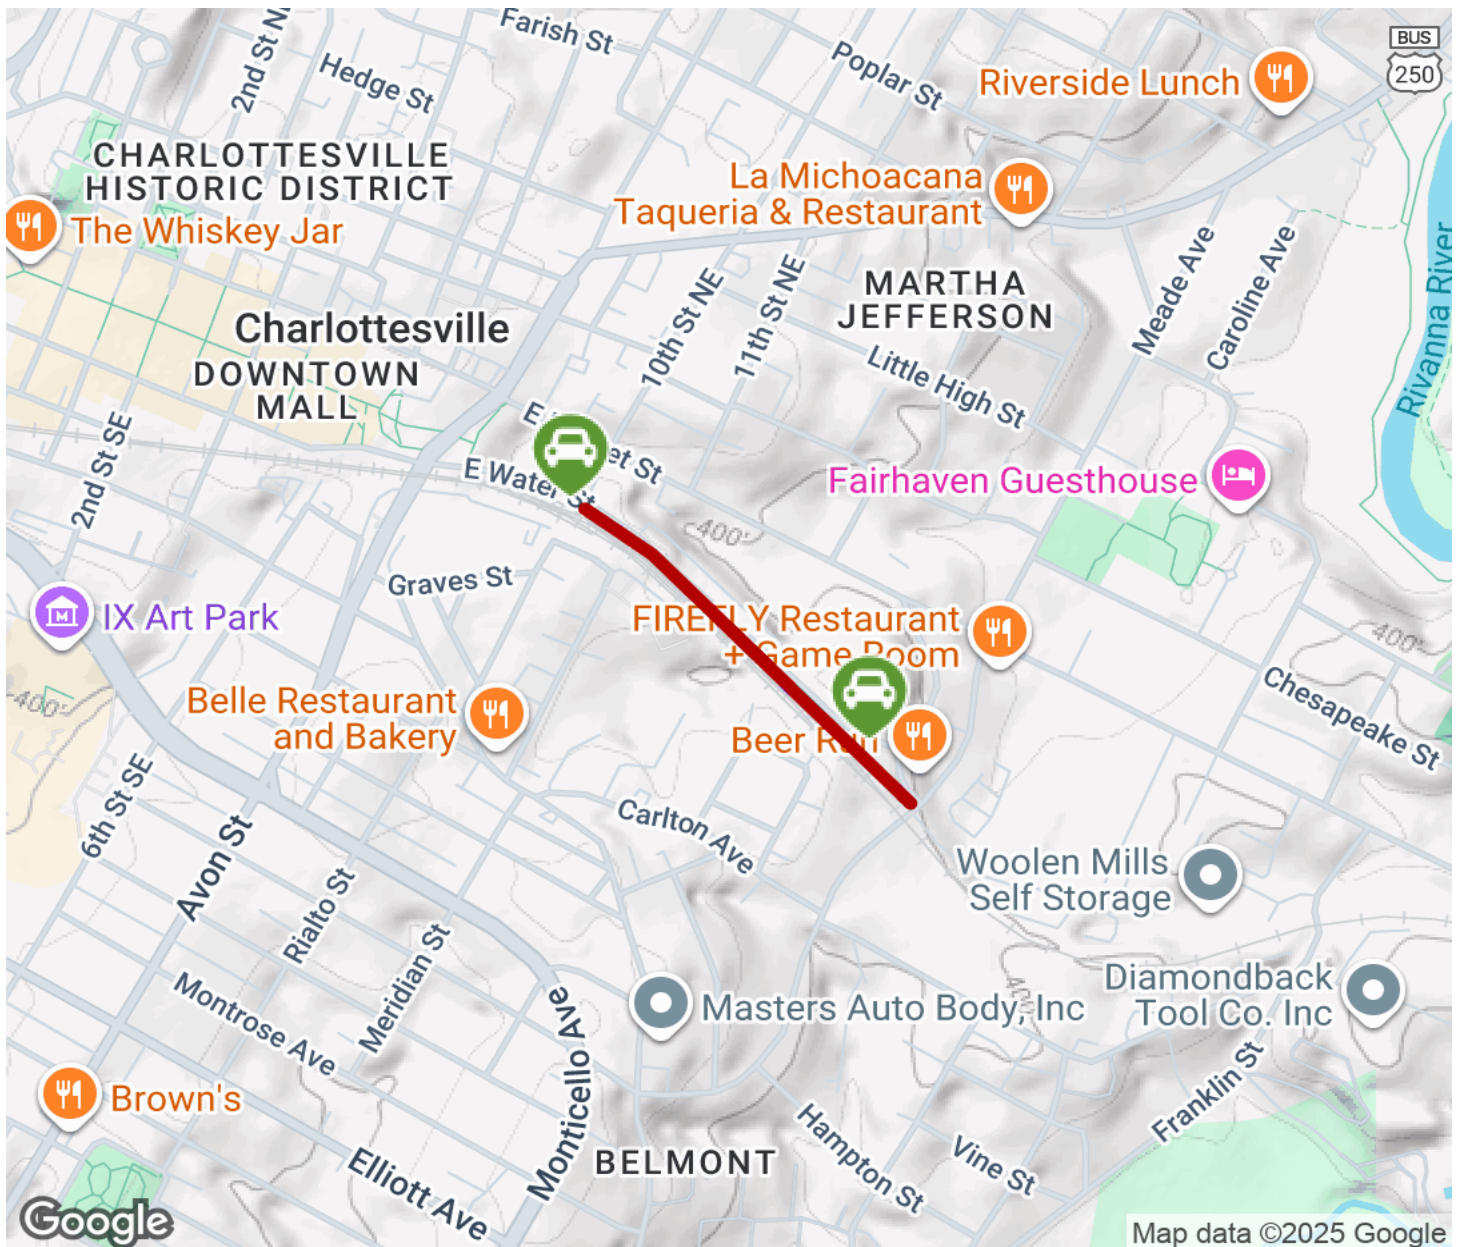 Farish St
BUS
250
2nd St N
Hedge St
Poplar St
Riverside Lunch
CHARLOTTESVILLE
HISTORIC DISTRICT
La Michoacana
Taqueria & Restaurant
The Whiskey Jar
Meade Ave
Caroline Ave
Rivanna River
10th St NE
11th St NE
MARTHA
JEFFERSON
Charlottesville
DOWNTOWN
MALL
Little High St
E
et St
E Water St
2nd St SE
Fairhaven Guesthouse
400'
Graves St
IX Art Park
FIREFLY Restaurant
+ Game Room
400'
Chesapeake St
400'
Belle Restaurant
and Bakery
Beer Run
6th St SE
Avon St
Carlton Ave
Rialto St
Woolen Mills
Self Storage
Meridian St
Montrose Ave
Monticello Ave
Masters Auto Body, Inc
Diamondback
Tool Co. Inc
Franklin St
Brown's
Hampton St
Vine St
BELMONT
Elliott Ave
Google
Map data ©2025 Google